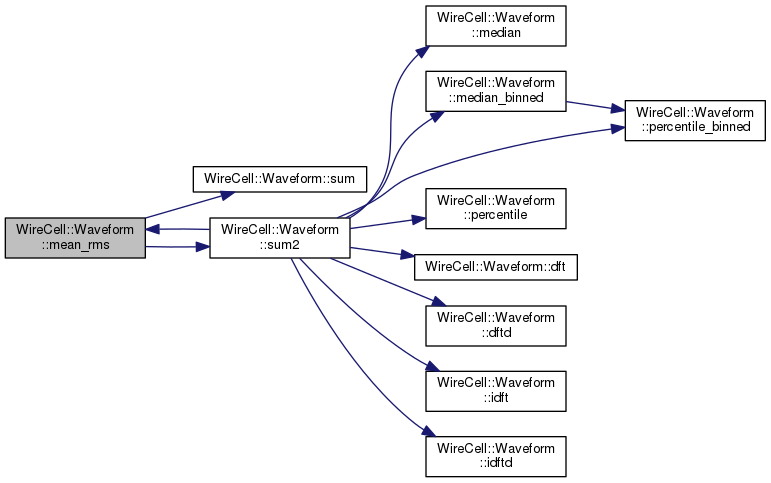 WireCell::Waveform
::mean_rms
WireCell::Waveform::sum
WireCell::Waveform
::sum2
WireCell::Waveform
::median
WireCell::Waveform
::median_binned
WireCell::Waveform
::percentile_binned
WireCell::Waveform
::percentile
WireCell::Waveform::dft
WireCell::Waveform
::dftd
WireCell::Waveform
::idft
WireCell::Waveform
::idftd